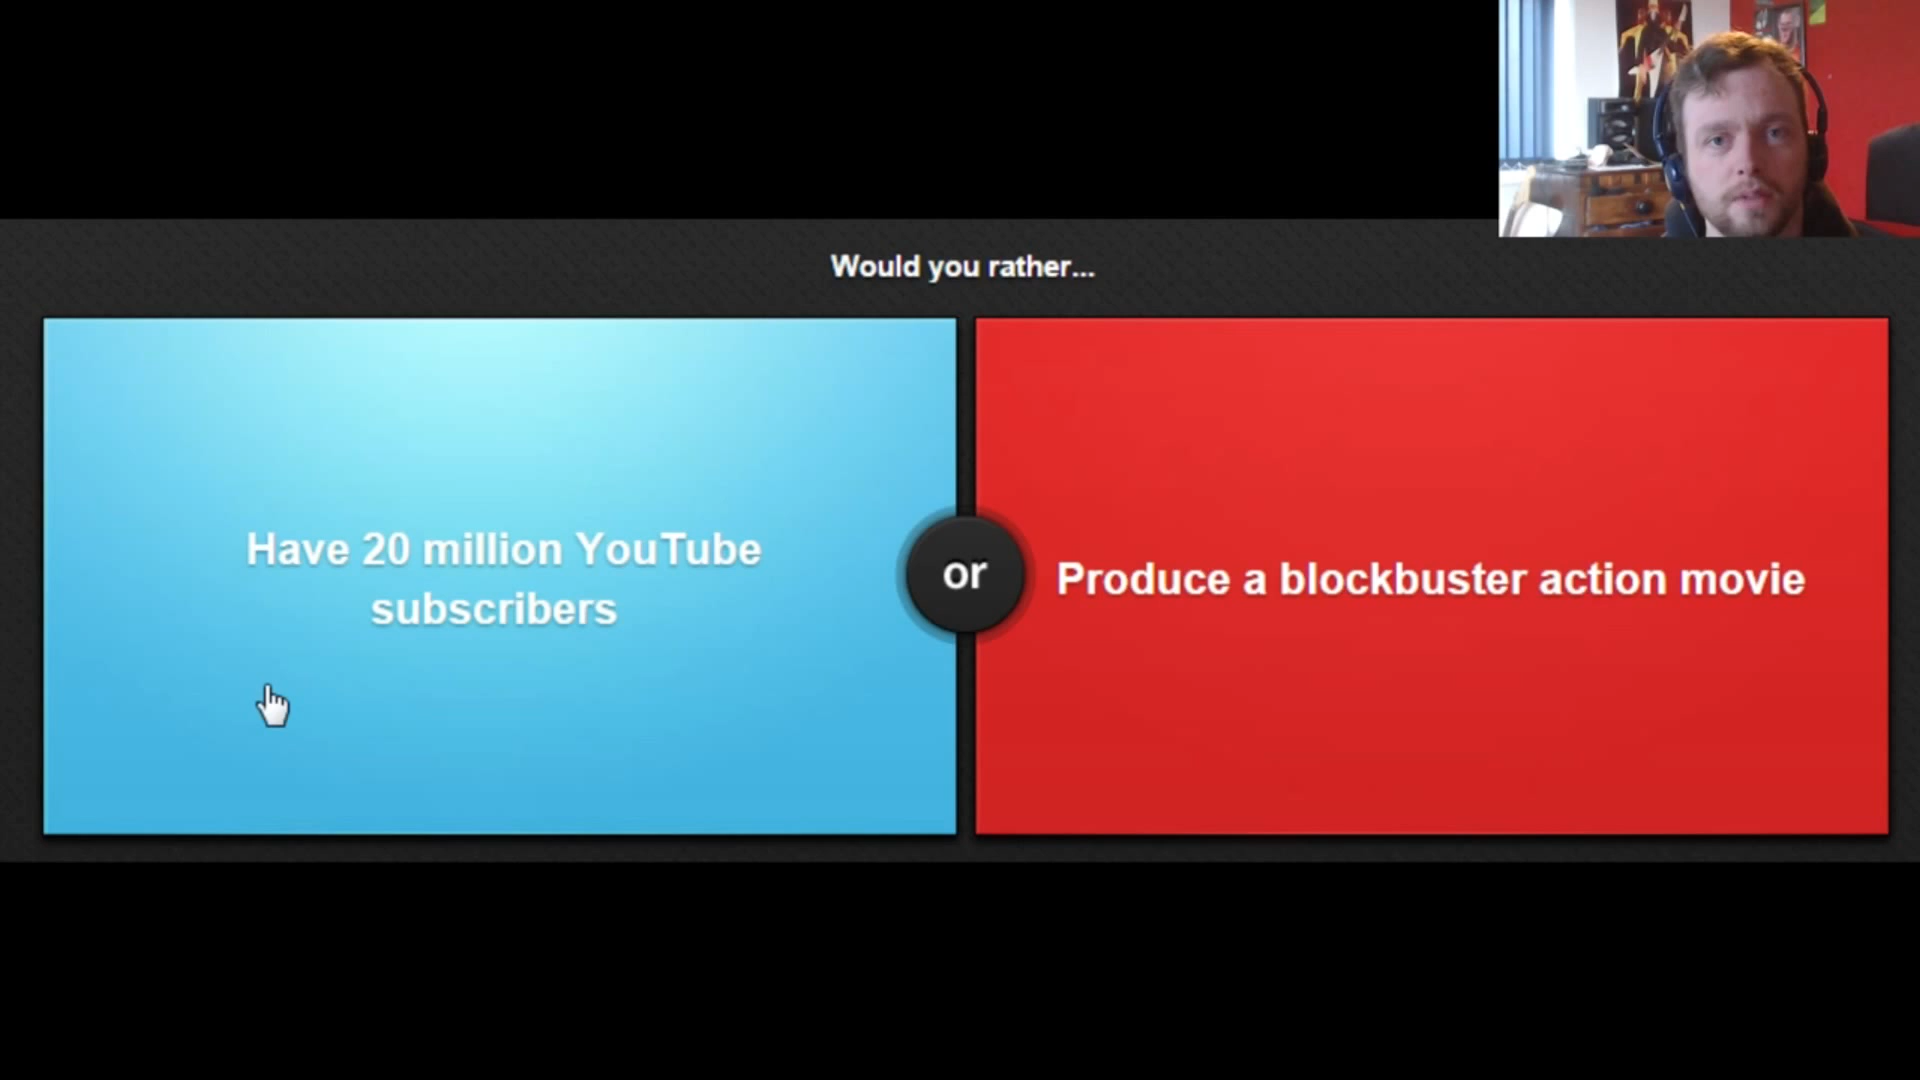 Would you rather...
Have 20 million YouTube
subscribers
or
Produce a blockbuster action movie